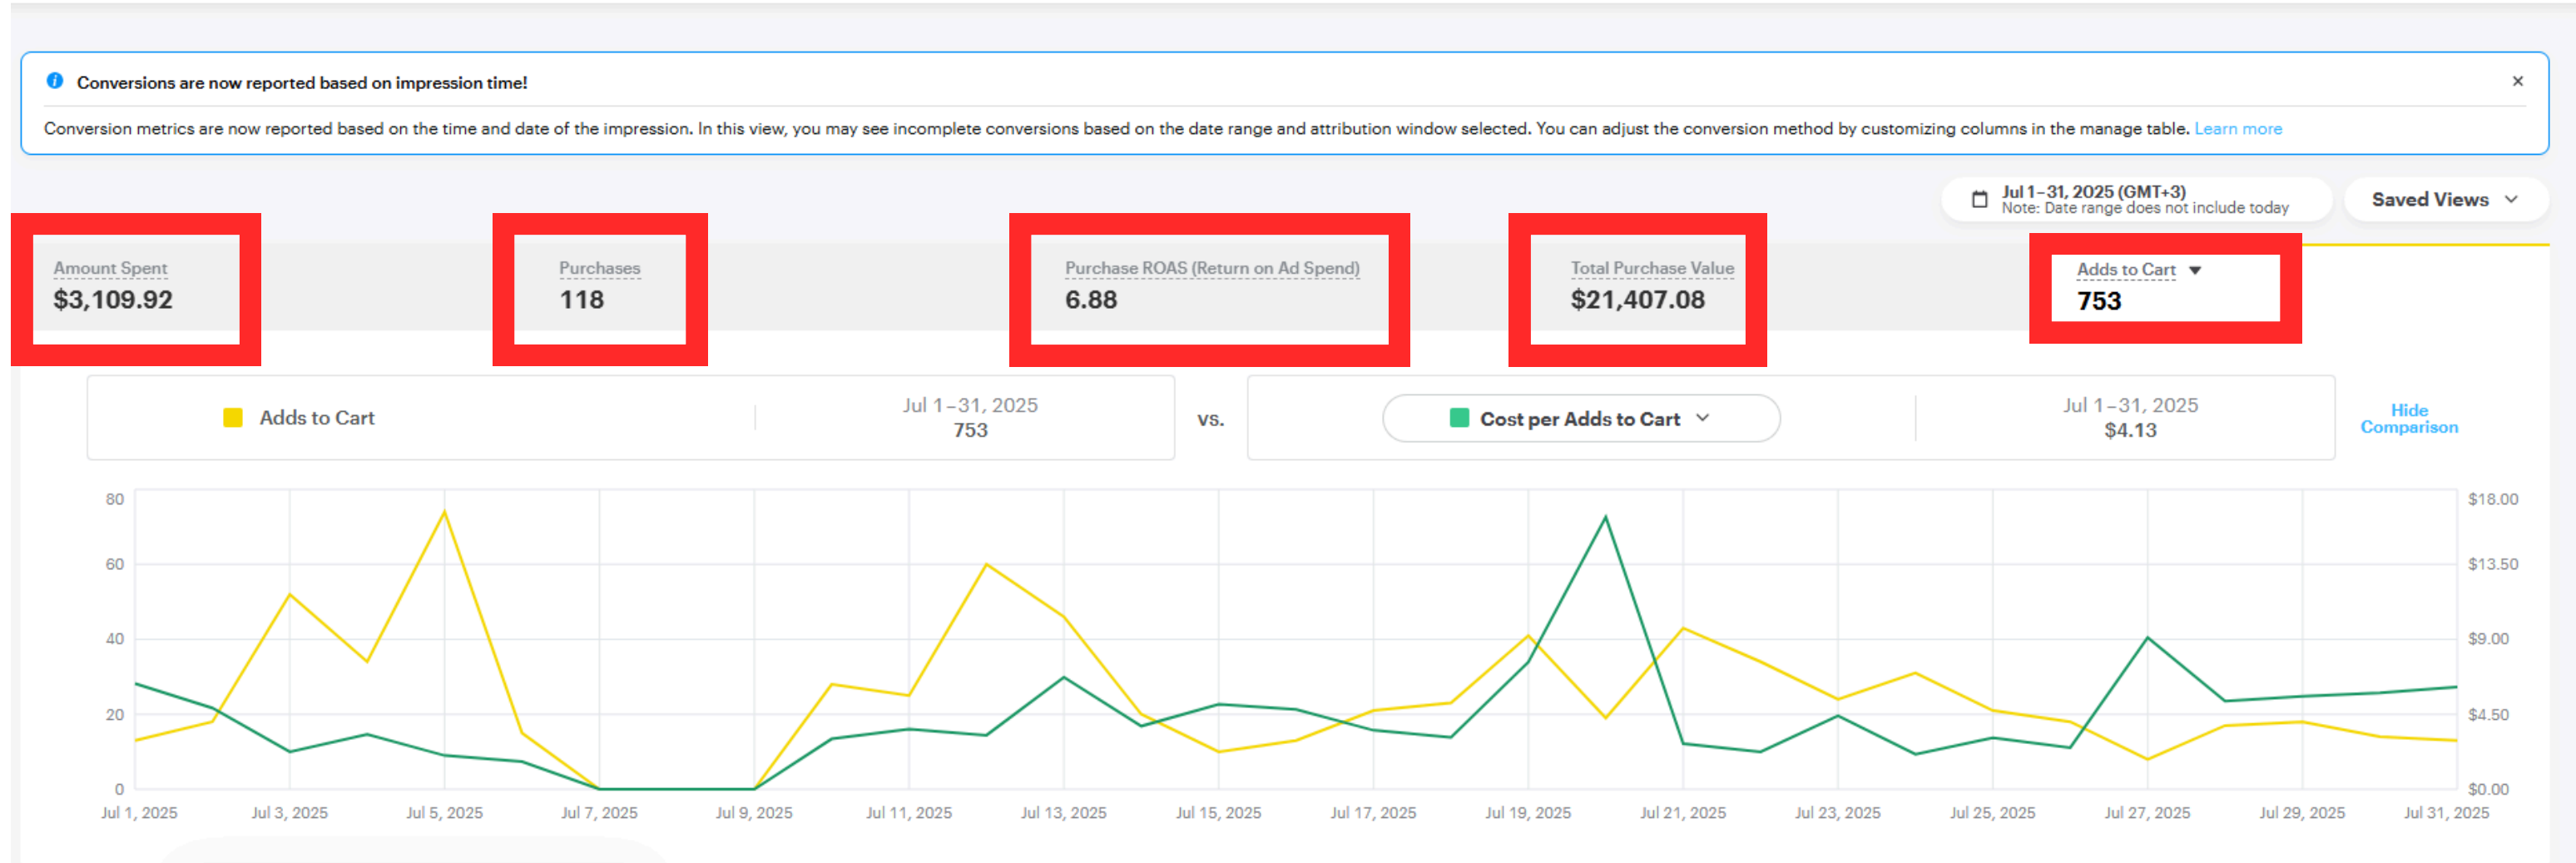 Conversions are now reported based on impression time!
Conversion metrics are now reported based on the time and date of the impression. In this view, you may see incomplete conversions based on the date range and attribution window selected. You can adjust the conversion method by customizing columns in the manage table. Learn more
Jul 1–31, 2025 (GMT+3)
Note: Date range does not include today
Saved Views
Amount Spent
$3,109.92
Purchases
118
Purchase ROAS (Return on Ad Spend)
6.88
Total Purchase Value
$21,407.08
Adds to Cart
753
Adds to Cart
Jul 1–31, 2025
753
vs.
Cost per Adds to Cart
Jul 1–31, 2025
$4.13
Hide
Comparison
80
60
40
20
0
$18.00
$13.50
$9.00
$4.50
$0.00
Jul 1, 2025
Jul 3, 2025
Jul 5, 2025
Jul 7, 2025
Jul 9, 2025
Jul 11, 2025
Jul 13, 2025
Jul 15, 2025
Jul 17, 2025
Jul 19, 2025
Jul 21, 2025
Jul 23, 2025
Jul 25, 2025
Jul 27, 2025
Jul 29, 2025
Jul 31, 2025